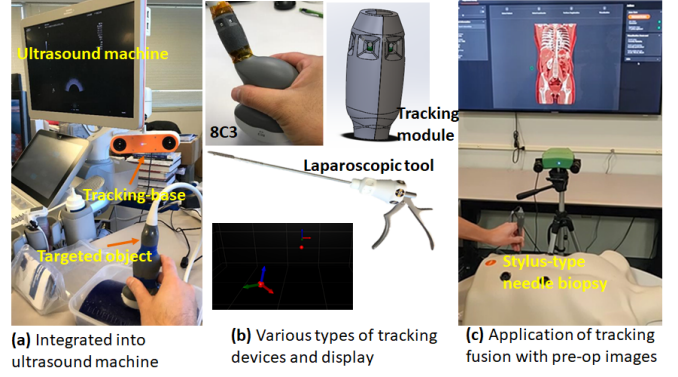 Ultrasound machine
Tracking-base
Targeted object
(a) Integrated into
ultrasound machine
8C3
Tracking
module
Laparoscopic tool
(b) Various types of tracking
devices and display
Stylus-type
needle biopsy
(c) Application of tracking
fusion with pre-op images